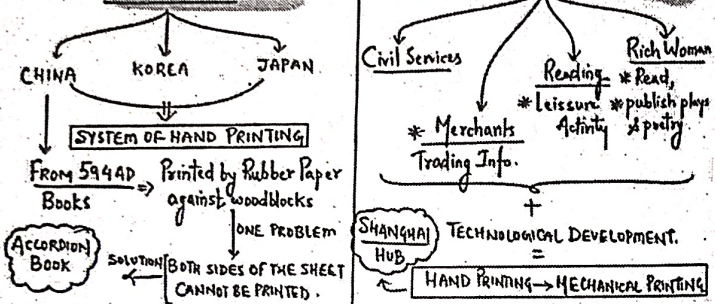 CHINA
KOREA
JAPAN
SYSTEM OF HAND PRINTING
FROM 594AD
Books
⇒ Printed by Rubber Paper
against woodblocks
ONE PROBLEM
BOTH SIDES OF THE SHEET
CANNOT BE PRINTED.
SOLUTION
ACCORDION
BOOK
Civil Services
* Merchants
Trading Info.
Reading
* Leissure
Activity
Rich Woman
* Read,
* publish plays
& poetry
+
SHANGHAI
HUB
TECHNOLOGICAL DEVELOPMENT.
=
HAND PRINTING → MECHANICAL PRINTING